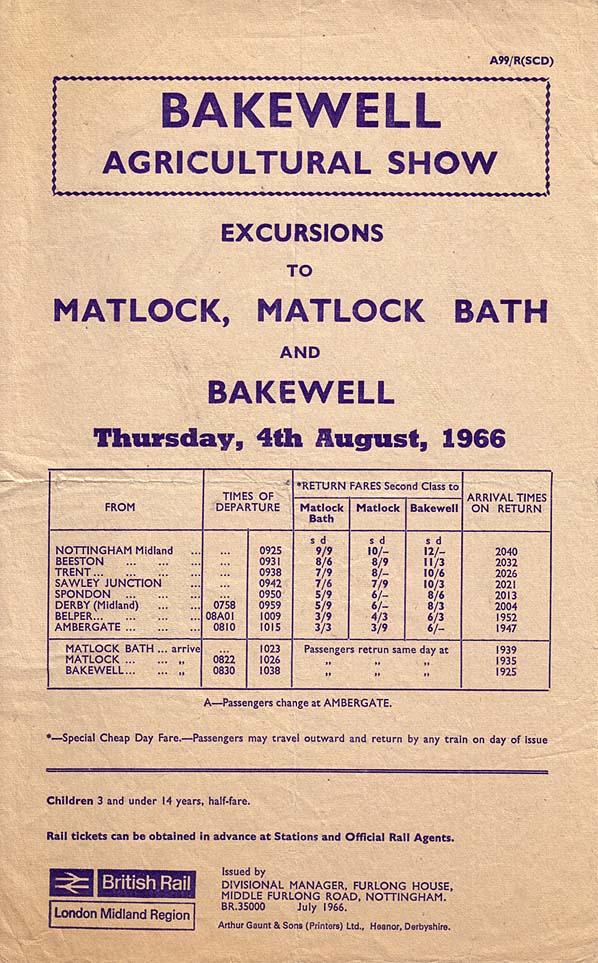 A99/R(SCD)
BAKEWELL
AGRICULTURAL SHOW
EXCURSIONS
TO
MATLOCK, MATLOCK BATH
AND
BAKEWELL
Thursday, 4th August, 1966
FROM TIMES OF DEPARTURE *RETURN FARES Second Class to ARRIVAL TIMES ON RETURN
Matlock Bath Matlock Bakewell
s d s d s d
NOTTINGHAM Midland ... ... 0925 9/9 10/– 12/– 2040
BEESTON ... ... ... ... 0931 8/6 8/9 11/3 2032
TRENT ... ... ... ... ... 0938 7/9 8/– 10/6 2026
SAWLEY JUNCTION ... ... ... 0942 7/6 7/9 10/3 2021
SPONDON ... ... ... ... 0950 5/9 6/– 8/6 2013
DERBY (Midland) ... ... 0758 0959 5/9 6/– 8/3 2004
BELPER... ... ... ... 08A01 1009 3/9 4/3 6/3 1952
AMBERGATE ... ... ... 0810 1015 3/3 3/9 6/– 1947
MATLOCK BATH ... arrive ... 1023 Passengers retrun same day at 1939
MATLOCK ... ... „ 0822 1026 „ „ „ 1935
BAKEWELL... ... „ 0830 1038 „ „ „ 1925
A—Passengers change at AMBERGATE.
*—Special Cheap Day Fare.—Passengers may travel outward and return by any train on day of issue
Children 3 and under 14 years, half-fare.
Rail tickets can be obtained in advance at Stations and Official Rail Agents.
British Rail
London Midland Region
Issued by
DIVISIONAL MANAGER, FURLONG HOUSE,
MIDDLE FURLONG ROAD, NOTTINGHAM.
BR.35000 July 1966.
Arthur Gaunt & Sons (Printers) Ltd., Heanor, Derbyshire.